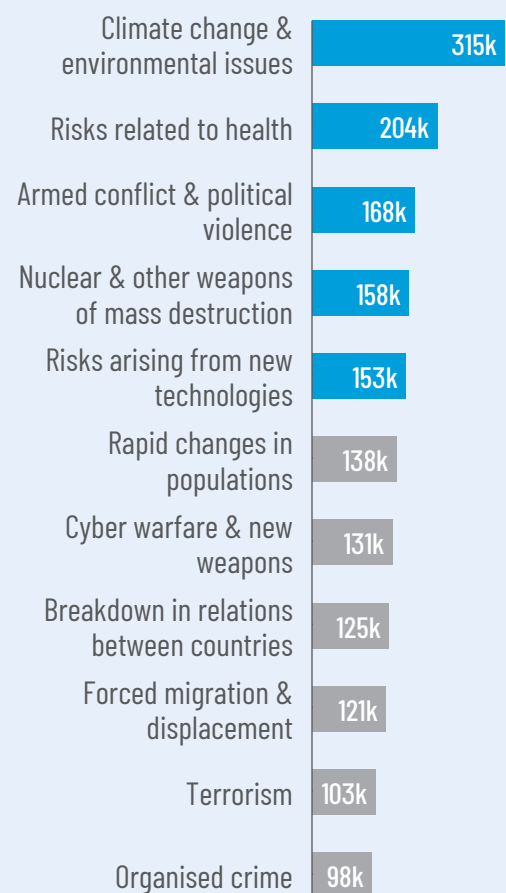 Climate change &
environmental issues
315k
Risks related to health
204k
Armed conflict & political
violence
168k
Nuclear & other weapons
of mass destruction
158k
Risks arising from new
technologies
153k
Rapid changes in
populations
138k
Cyber warfare & new
weapons
131k
Breakdown in relations
between countries
125k
Forced migration &
displacement
121k
Terrorism
103k
Organised crime
98k